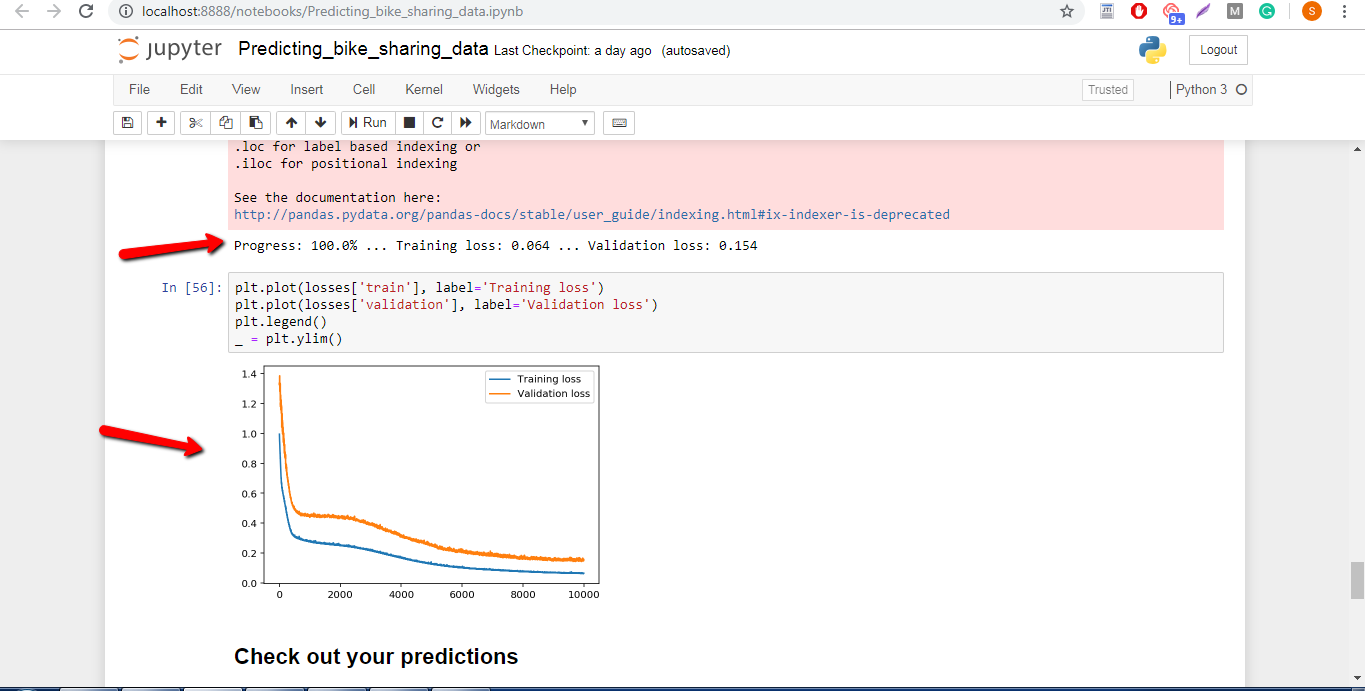 localhost:8888/notebooks/Predicting_bike_sharing_data.ipynb
JTI
9+
M
G
S
jupyter Predicting_bike_sharing_data Last Checkpoint: a day ago (autosaved)
Logout
File Edit View Insert Cell Kernel Widgets Help
Trusted
Python 3
Run
Markdown
.loc for label based indexing or
.iloc for positional indexing
See the documentation here:
http://pandas.pydata.org/pandas-docs/stable/user_guide/indexing.html#ix-indexer-is-deprecated
Progress: 100.0% ... Training loss: 0.064 ... Validation loss: 0.154
In [56]:
plt.plot(losses['train'], label='Training loss')
plt.plot(losses['validation'], label='Validation loss')
plt.legend()
_ = plt.ylim()
Training loss
Validation loss
1.4
1.2
1.0
0.8
0.6
0.4
0.2
0.0
0 2000 4000 6000 8000 10000
Check out your predictions